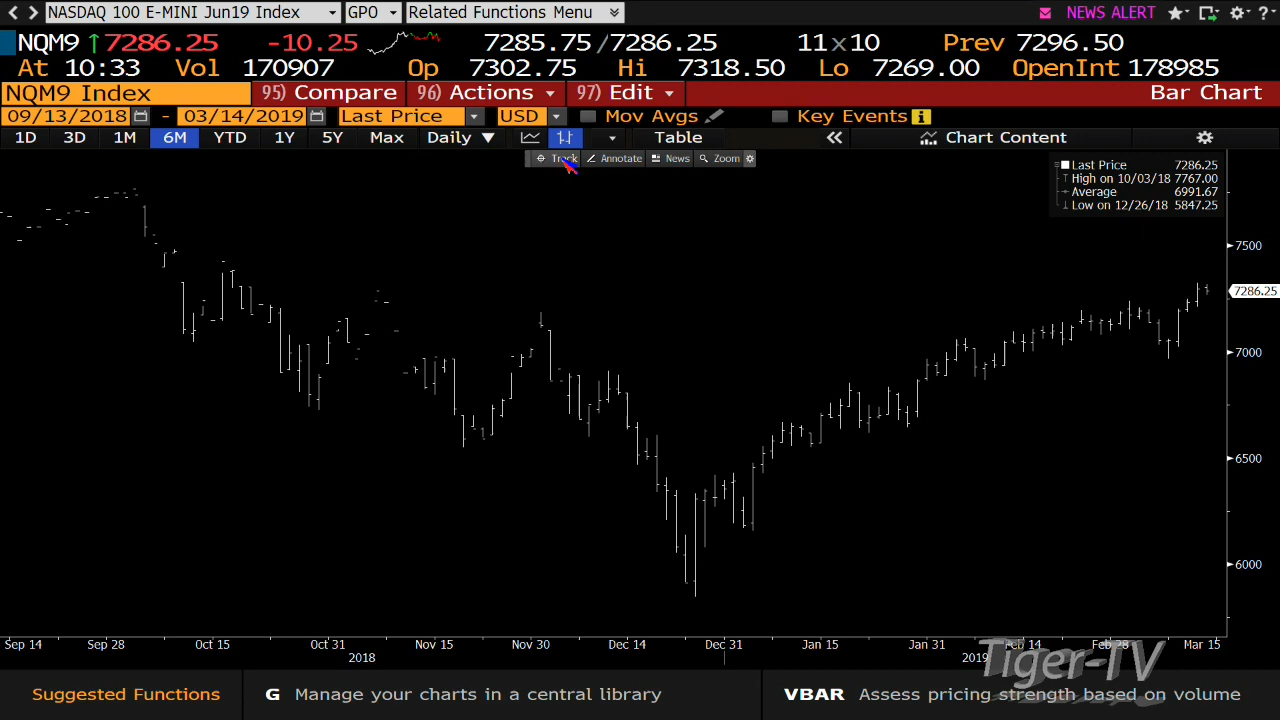 NASDAQ 100 E-MINI Jun19 Index GPO Related Functions Menu NEWS ALERT
NQM9 ↑7286.25 -10.25 7285.75/7286.25 11x10 Prev 7296.50
At 10:33 Vol 170907 Op 7302.75 Hi 7318.50 Lo 7269.00 OpenInt 178985
NQM9 Index 95) Compare 96) Actions 97) Edit Bar Chart
09/13/2018 - 03/14/2019 Last Price USD Mov Avgs Key Events
1D 3D 1M 6M YTD 1Y 5Y Max Daily ▼ Table « Chart Content
Track Annotate News Zoom
Last Price 7286.25
High on 10/03/18 7767.00
Average 6991.67
Low on 12/26/18 5847.25
7500
7286.25
7000
6500
6000
Sep 14 Sep 28 Oct 15 Oct 31 Nov 15 Nov 30 Dec 14 Dec 31 Jan 15 Jan 31 Feb 14 Feb 28 Mar 15
2018 2019
Tiger-TV
Suggested Functions G Manage your charts in a central library VBAR Assess pricing strength based on volume